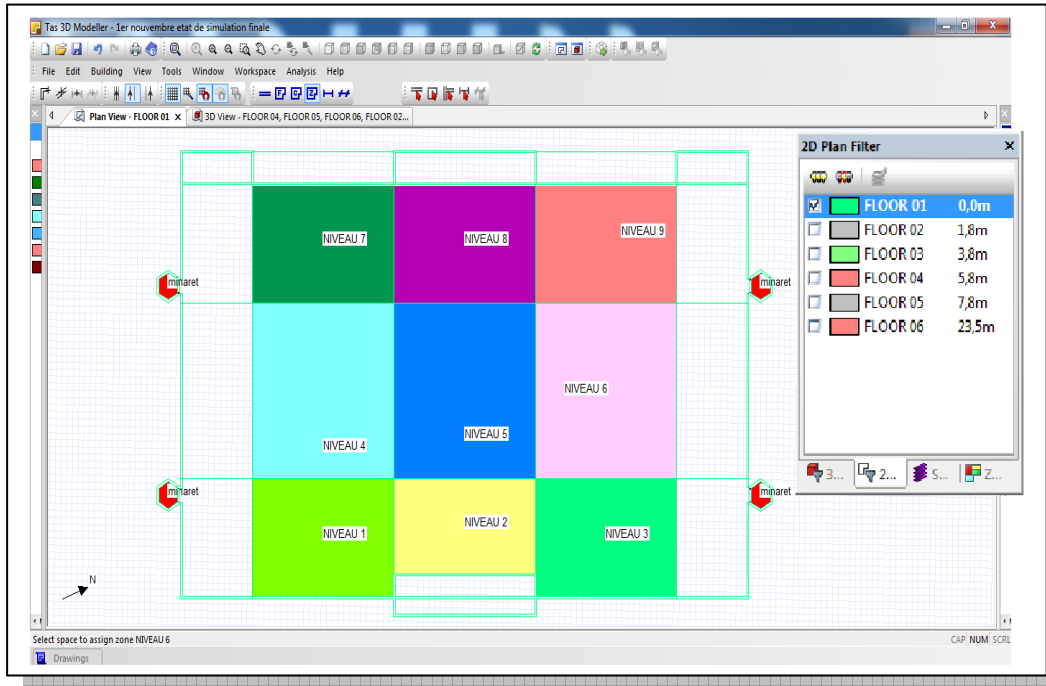 Tas 3D Modeller - 1er nouvembre etat de simulation finale
File Edit Building View Tools Window Workspace Analysis Help
Plan View - FLOOR 01 x 3D View - FLOOR 04, FLOOR 05, FLOOR 06, FLOOR 02...
2D Plan Filter
FLOOR 01 0,0m
FLOOR 02 1,8m
FLOOR 03 3,8m
FLOOR 04 5,8m
FLOOR 05 7,8m
FLOOR 06 23,5m
3... 2... S... Z...
NIVEAU 7 NIVEAU 8 NIVEAU 9
minaret minaret
NIVEAU 6
NIVEAU 4 NIVEAU 5
minaret minaret
NIVEAU 1 NIVEAU 2 NIVEAU 3
N
Select space to assign zone NIVEAU 6 CAP NUM SCRL
Drawings